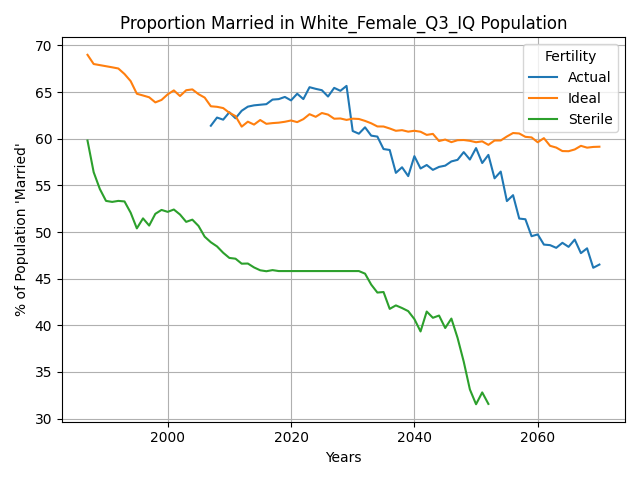 Proportion Married in White_Female_Q3_IQ Population
% of Population 'Married'
70
65
60
55
50
45
40
35
30
Fertility
Actual
Ideal
Sterile
2000
2020
2040
2060
Years